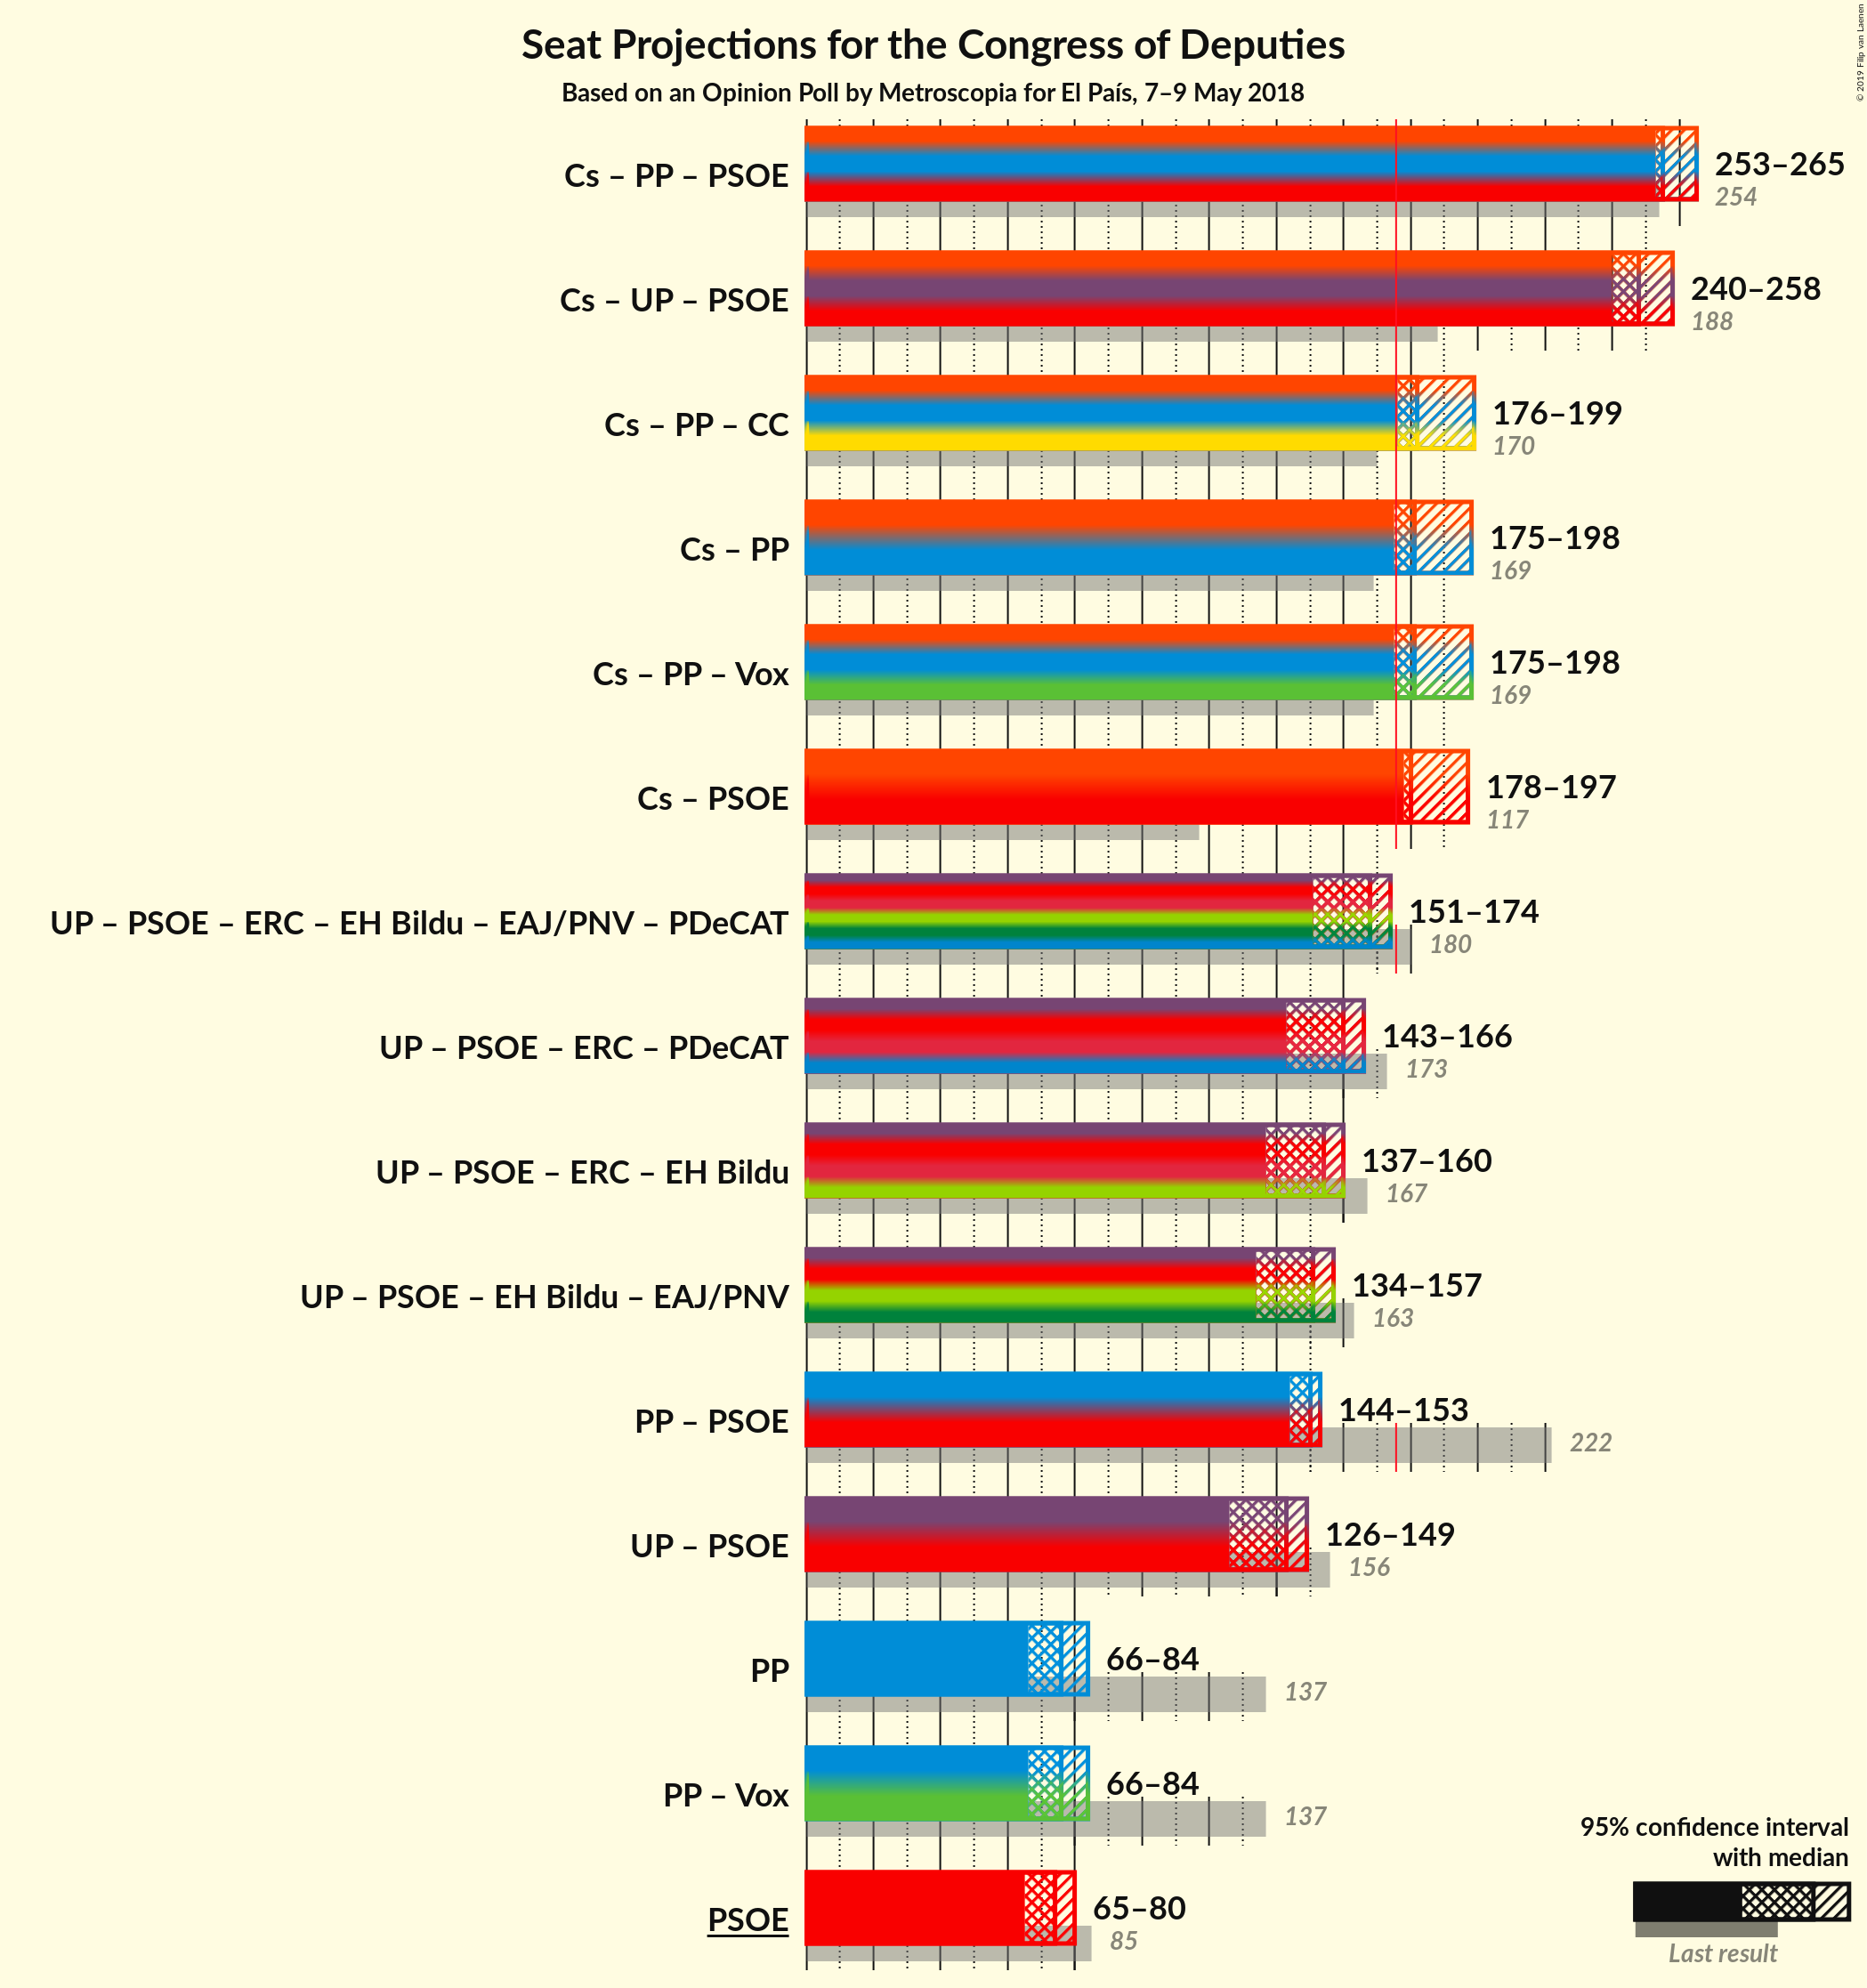 Seat Projections for the Congress of Deputies
Based on an Opinion Poll by Metroscopia for El País, 7–9 May 2018
© 2019 Filip van Laenen
Cs – PP – PSOE
253–265
254
Cs – UP – PSOE
240–258
188
Cs – PP – CC
176–199
170
Cs – PP
175–198
169
Cs – PP – Vox
175–198
169
Cs – PSOE
178–197
117
UP – PSOE – ERC – EH Bildu – EAJ/PNV – PDeCAT
151–174
180
UP – PSOE – ERC – PDeCAT
143–166
173
UP – PSOE – ERC – EH Bildu
137–160
167
UP – PSOE – EH Bildu – EAJ/PNV
134–157
163
PP – PSOE
144–153
222
UP – PSOE
126–149
156
PP
66–84
137
PP – Vox
66–84
137
PSOE
65–80
85
95% confidence interval
with median
Last result